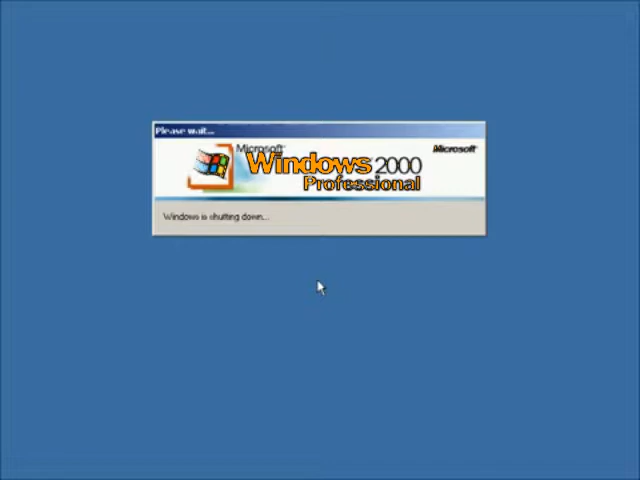 Please wait...
Microsoft
Microsoft
Windows 2000
Professional
Windows is shutting down...